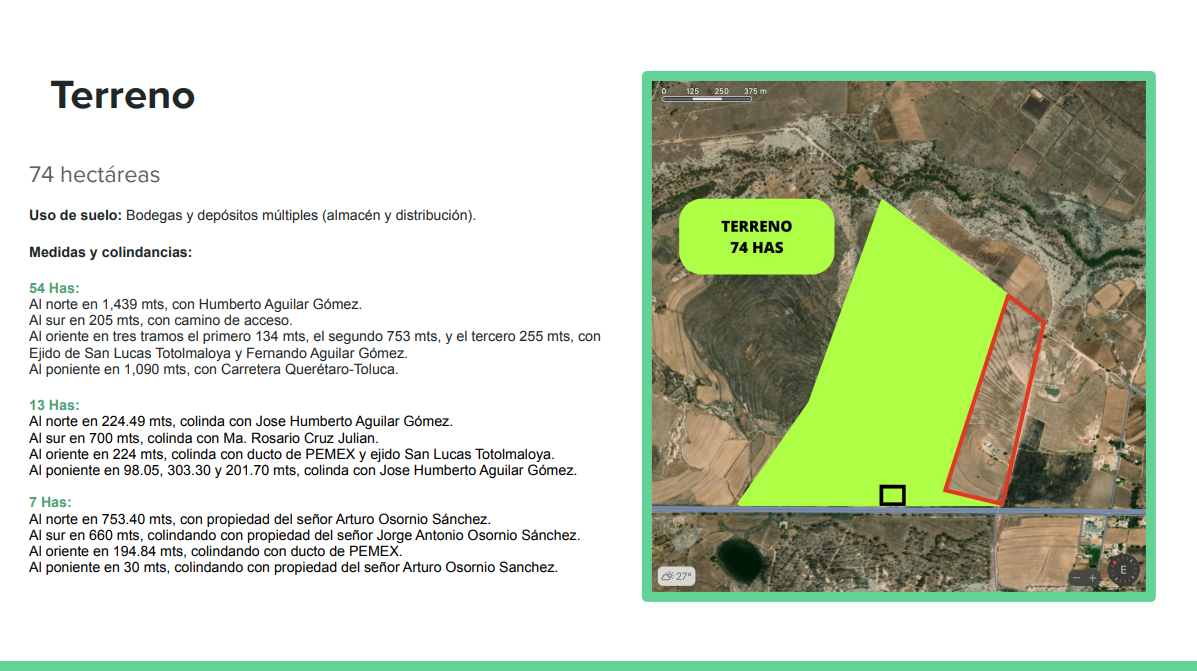 Terreno
74 hectáreas
Uso de suelo: Bodegas y depósitos múltiples (almacén y distribución).
Medidas y colindancias:
54 Has:
Al norte en 1,439 mts, con Humberto Aguilar Gómez.
Al sur en 205 mts, con camino de acceso.
Al oriente en tres tramos el primero 134 mts, el segundo 753 mts, y el tercero 255 mts, con
Ejido de San Lucas Totolmaloya y Fernando Aguilar Gómez.
Al poniente en 1,090 mts, con Carretera Querétaro-Toluca.
13 Has:
Al norte en 224.49 mts, colinda con Jose Humberto Aguilar Gómez.
Al sur en 700 mts, colinda con Ma. Rosario Cruz Julian.
Al oriente en 224 mts, colinda con ducto de PEMEX y ejido San Lucas Totolmaloya.
Al poniente en 98.05, 303.30 y 201.70 mts, colinda con Jose Humberto Aguilar Gómez.
7 Has:
Al norte en 753.40 mts, con propiedad del señor Arturo Osornio Sánchez.
Al sur en 660 mts, colindando con propiedad del señor Jorge Antonio Osornio Sánchez.
Al oriente en 194.84 mts, colindando con ducto de PEMEX.
Al poniente en 30 mts, colindando con propiedad del señor Arturo Osornio Sanchez.
0 125 250 375 m
TERRENO
74 HAS
27°
E